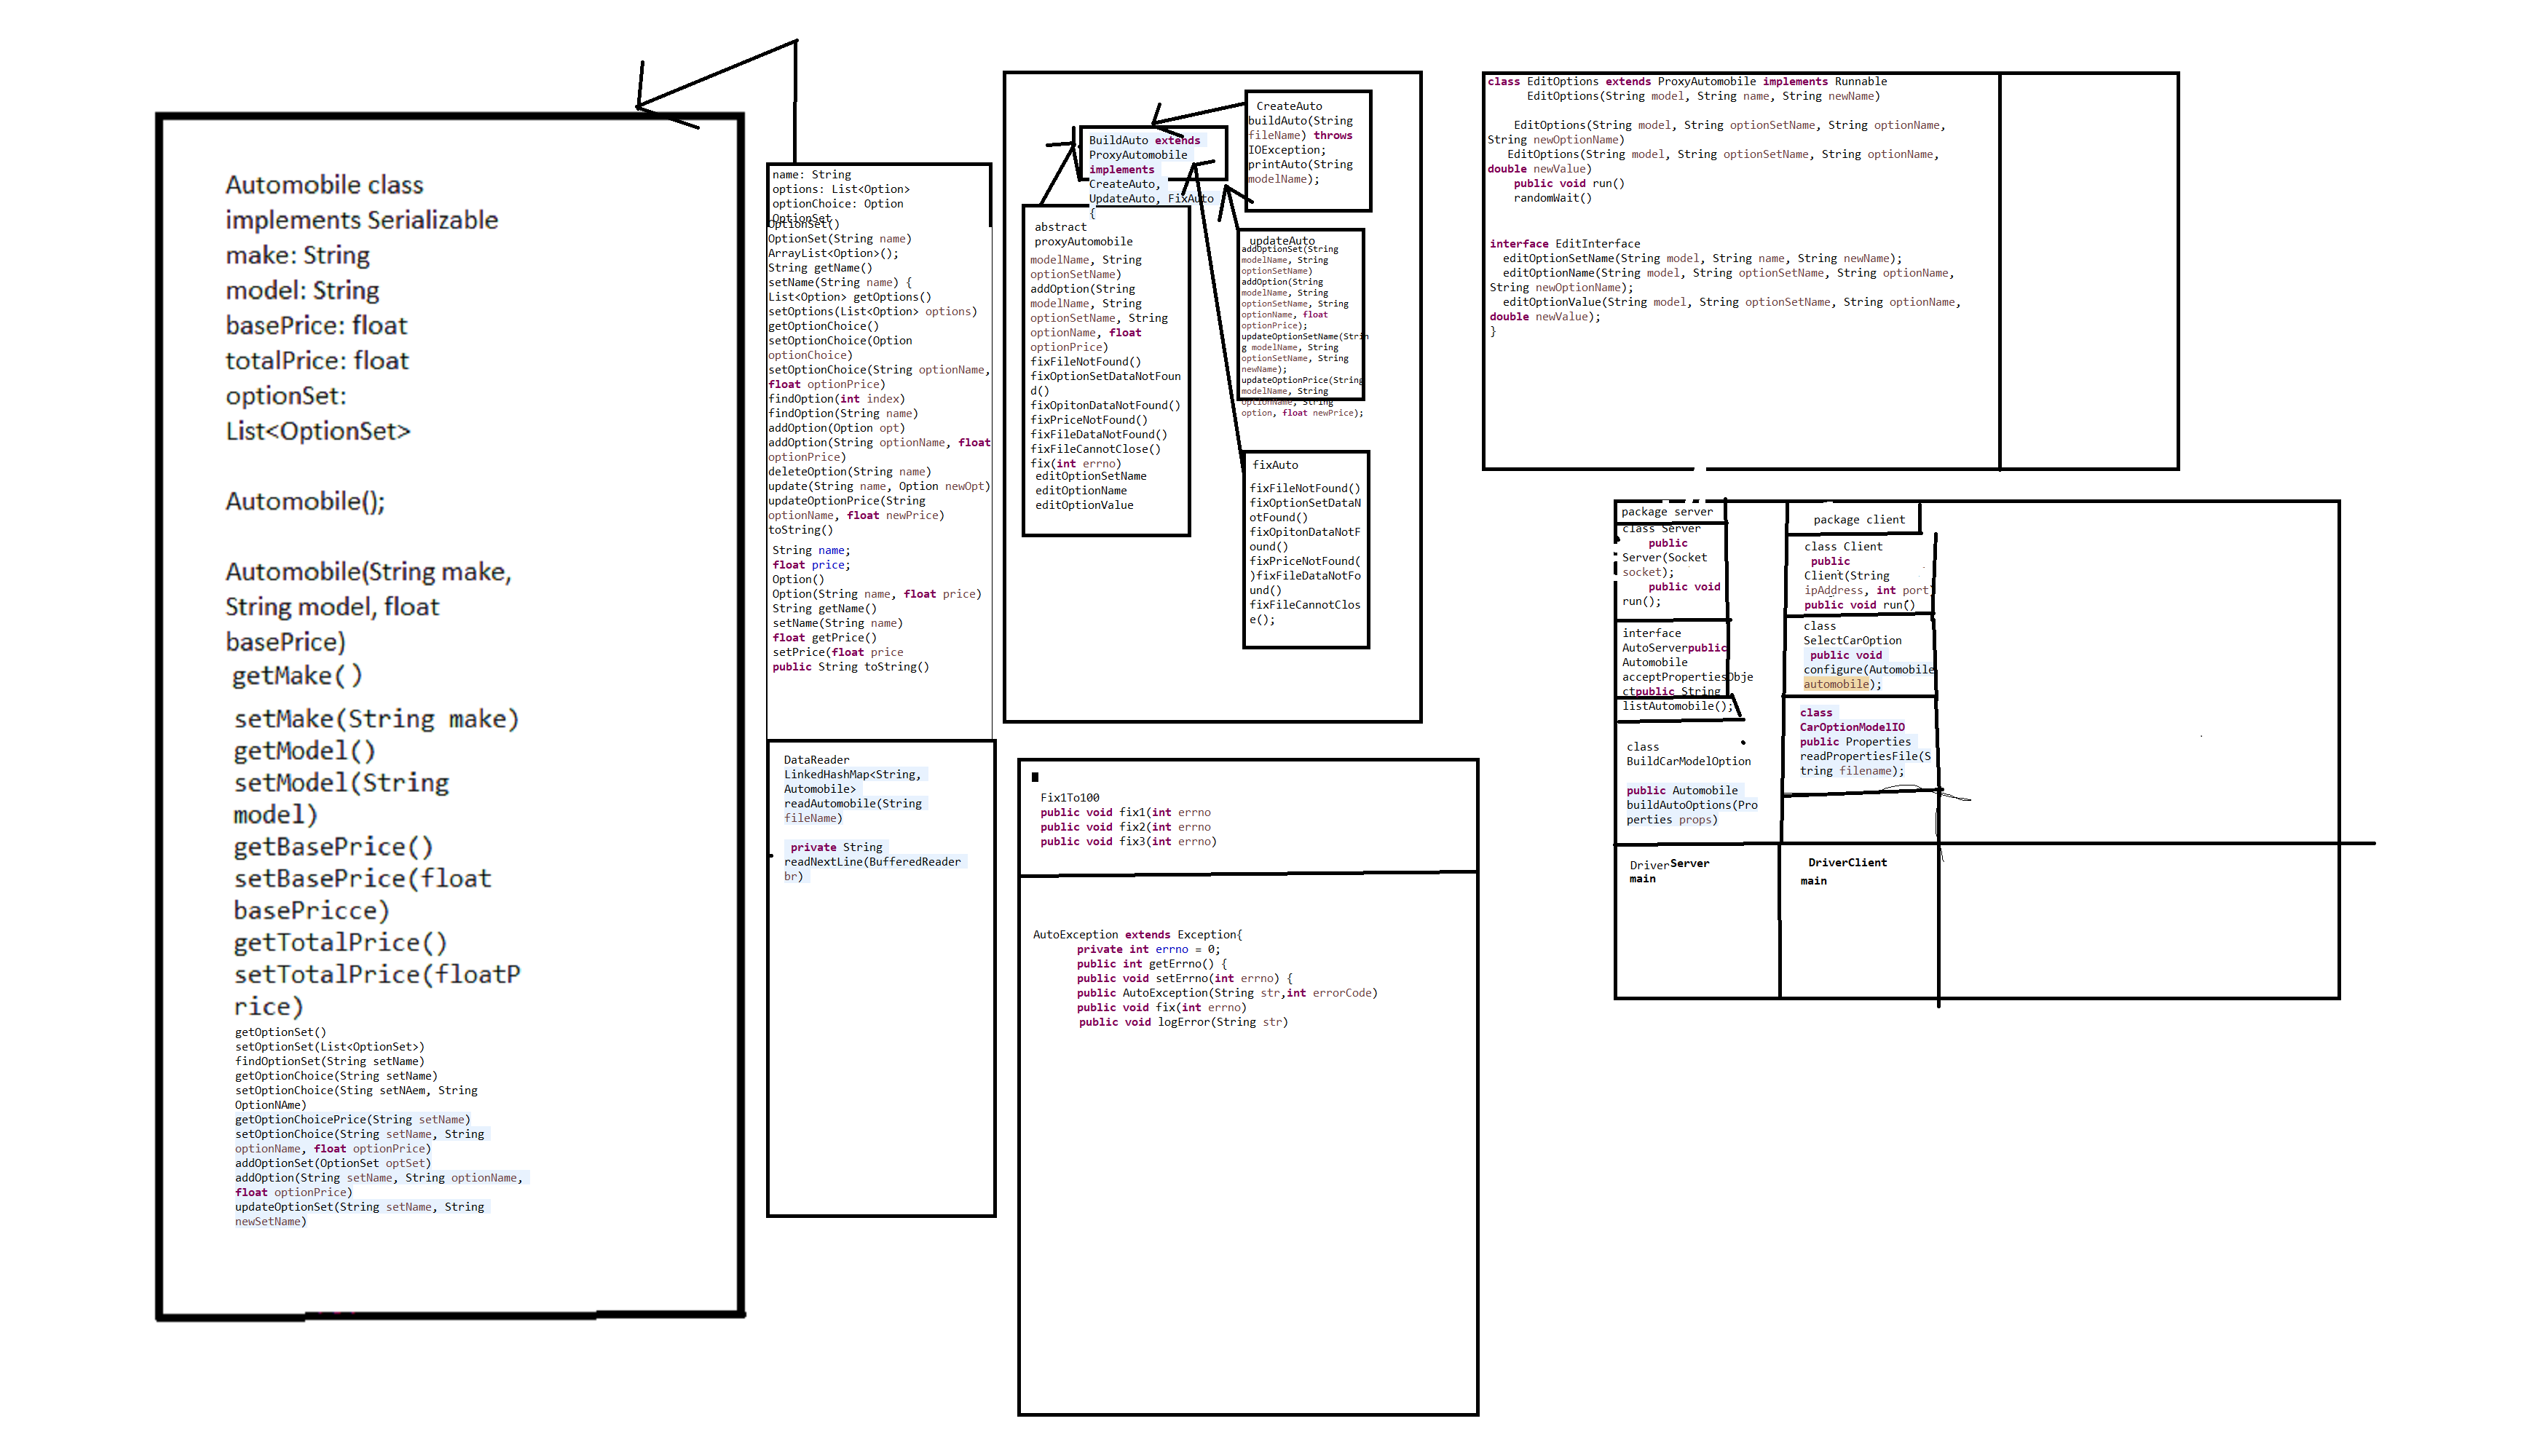 Automobile class
implements Serializable
make: String
model: String
basePrice: float
totalPrice: float
optionSet:
List<OptionSet>
Automobile();
Automobile(String make,
String model, float
basePrice)
getMake()
setMake(String make)
getModel()
setModel(String
model)
getBasePrice()
setBasePrice(float
basePricce)
getTotalPrice()
setTotalPrice(floatP
rice)
getOptionSet()
setOptionSet(List<OptionSet>)
findOptionSet(String setName)
getOptionChoice(String setName)
setOptionChoice(Sting setNAem, String
OptionNAme)
getOptionChoicePrice(String setName)
setOptionChoice(String setName, String
optionName, float optionPrice)
addOptionSet(OptionSet optSet)
addOption(String setName, String optionName,
float optionPrice)
updateOptionSet(String setName, String
newSetName)
name: String
options: List<Option>
optionChoice: Option
OptionSet
OptionSet()
OptionSet(String name)
ArrayList<Option>();
String getName()
setName(String name) {
List<Option> getOptions()
setOptions(List<Option> options)
getOptionChoice()
setOptionChoice(Option
optionChoice)
setOptionChoice(String optionName,
float optionPrice)
findOption(int index)
findOption(String name)
addOption(Option opt)
addOption(String optionName, float
optionPrice)
deleteOption(String name)
update(String name, Option newOpt)
updateOptionPrice(String
optionName, float newPrice)
toString()
String name;
float price;
Option()
Option(String name, float price)
String getName()
setName(String name)
float getPrice()
setPrice(float price
public String toString()
DataReader
LinkedHashMap<String,
Automobile>
readAutomobile(String
fileName)
private String
readNextLine(BufferedReader
br)
BuildAuto extends
ProxyAutomobile
implements
CreateAuto,
UpdateAuto, FixAuto
{
CreateAuto
buildAuto(String
fileName) throws
IOException;
printAuto(String
modelName);
abstract
proxyAutomobile
modelName, String
optionSetName)
addOption(String
modelName, String
optionSetName, String
optionName, float
optionPrice)
fixFileNotFound()
fixOptionSetDataNotFoun
d()
fixOpitonDataNotFound()
fixPriceNotFound()
fixFileDataNotFound()
fixFileCannotClose()
fix(int errno)
editOptionSetName
editOptionName
editOptionValue
updateAuto
addOptionSet(String
modelName, String
optionSetName)
addOption(String
modelName, String
optionSetName, String
optionName, float
optionPrice);
updateOptionSetName(Strin
g modelName, String
optionSetName, String
newName);
updateOptionPrice(String
modelName, String
optionName, String
option, float newPrice);
fixAuto
fixFileNotFound()
fixOptionSetDataN
otFound()
fixOpitonDataNotF
ound()
fixPriceNotFound(
)fixFileDataNotFo
und()
fixFileCannotClos
e();
Fix1To100
public void fix1(int errno
public void fix2(int errno
public void fix3(int errno)
AutoException extends Exception{
private int errno = 0;
public int getErrno() {
public void setErrno(int errno) {
public AutoException(String str,int errorCode)
public void fix(int errno)
public void logError(String str)
class EditOptions extends ProxyAutomobile implements Runnable
EditOptions(String model, String name, String newName)
EditOptions(String model, String optionSetName, String optionName,
String newOptionName)
EditOptions(String model, String optionSetName, String optionName,
double newValue)
public void run()
randomWait()
interface EditInterface
editOptionSetName(String model, String name, String newName);
editOptionName(String model, String optionSetName, String optionName,
String newOptionName);
editOptionValue(String model, String optionSetName, String optionName,
double newValue);
}
package server
class Server
public
Server(Socket
socket);
public void
run();
interface
AutoServerpublic
Automobile
acceptPropertiesObje
ctpublic String
listAutomobile();
class
BuildCarModelOption
public Automobile
buildAutoOptions(Pro
perties props)
DriverServer
main
package client
class Client
public
Client(String
ipAddress, int port)
public void run()
class
SelectCarOption
public void
configure(Automobile
automobile);
class
CarOptionModelIO
public Properties
readPropertiesFile(S
tring filename);
DriverClient
main